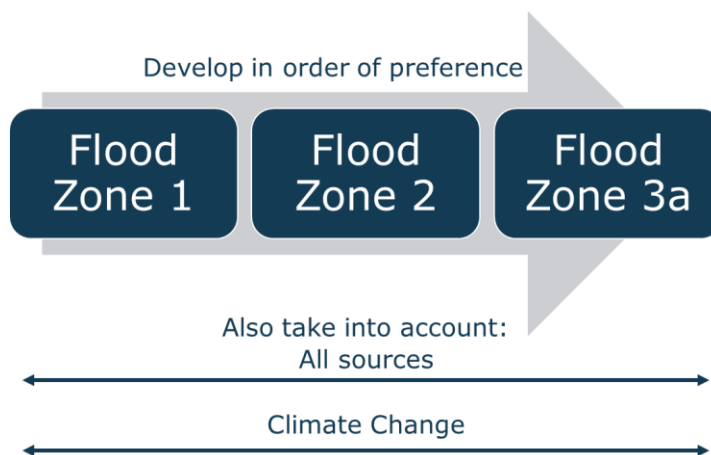 Develop in order of preference
Flood
Zone 1
Flood
Zone 2
Flood
Zone 3a
Also take into account:
All sources
Climate Change